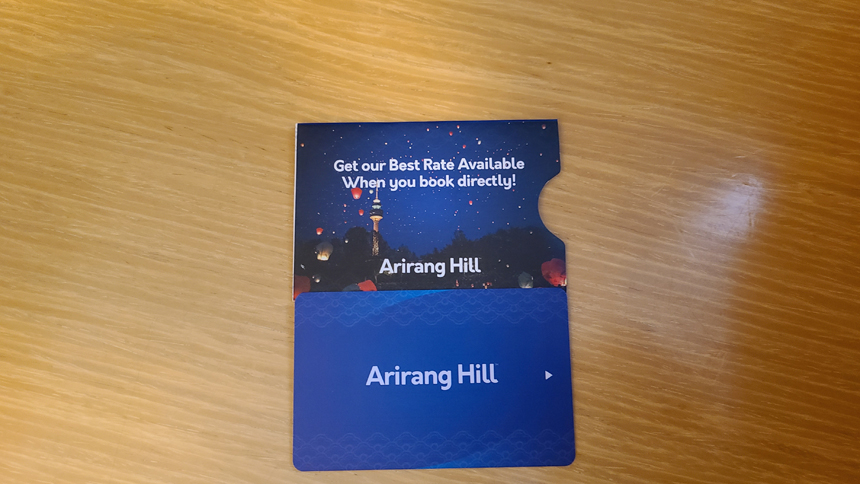 Get our Best Rate Available
When you book directly!
Arirang Hill
Arirang Hill